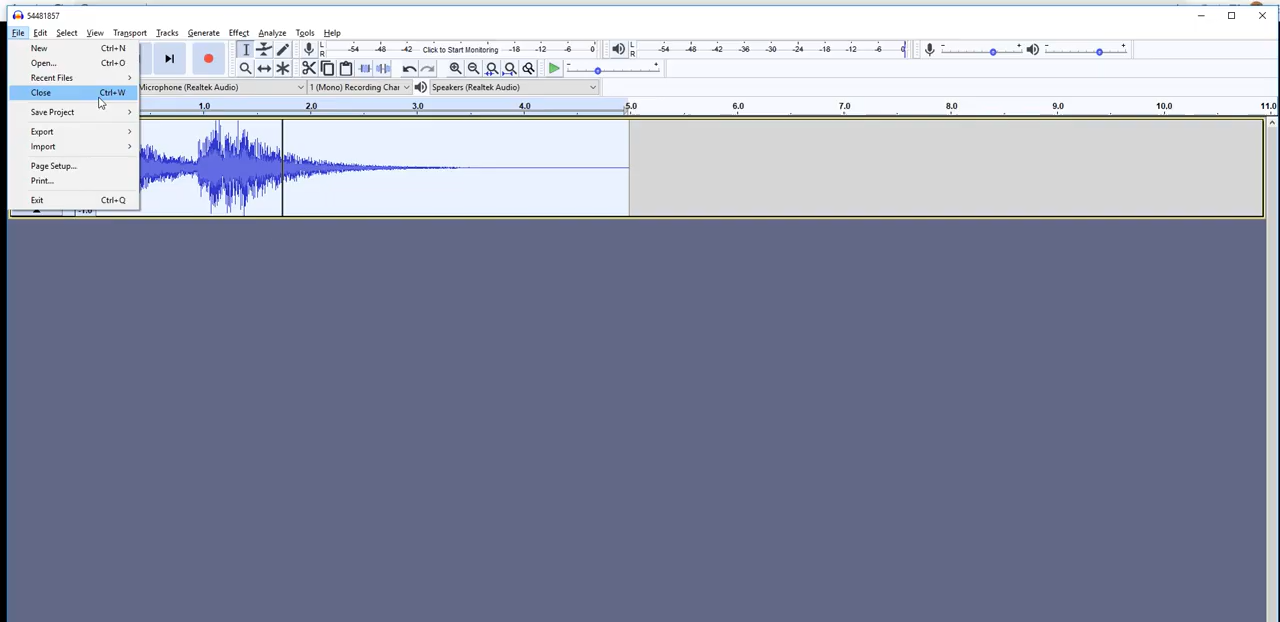 54481857
File Edit Select View Transport Tracks Generate Effect Analyze Tools Help
New Ctrl+N
Open... Ctrl+O
Recent Files
Close Ctrl+W
Save Project
Export
Import
Page Setup...
Print...
Exit Ctrl+Q
L R -54 -48 -42 Click to Start Monitoring -18 -12 -6 0
L R -54 -48 -42 -36 -30 -24 -18 -12 -6 0
Microphone (Realtek Audio) 1 (Mono) Recording Char Speakers (Realtek Audio)
1.0 2.0 3.0 4.0 5.0 6.0 7.0 8.0 9.0 10.0 11.0
-1.0